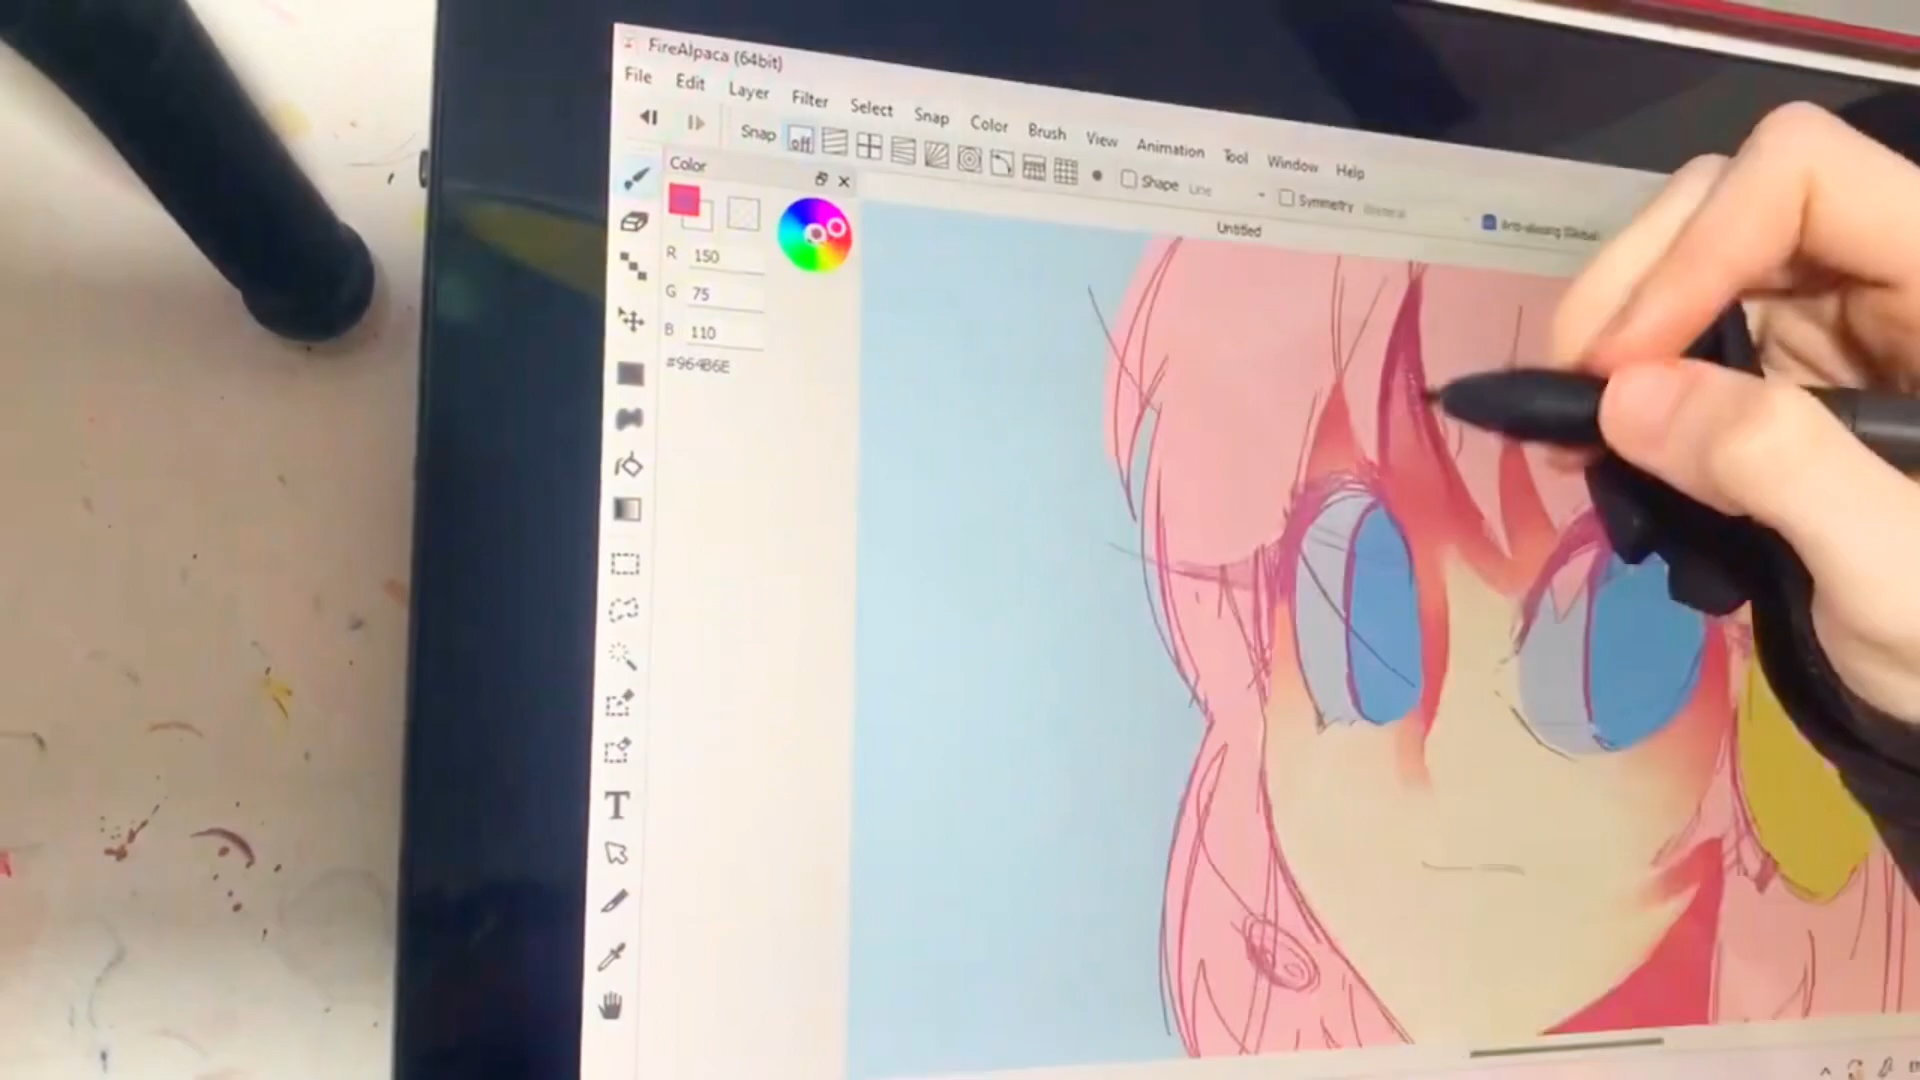 FireAlpaca (64bit)
File Edit Layer Filter Select Snap Color Brush View Animation Tool Window Help
Snap off Shape Line Symmetry Anti-aliasing (Global)
Color
Untitled
R 150
G 75
B 110
#964B6E
T